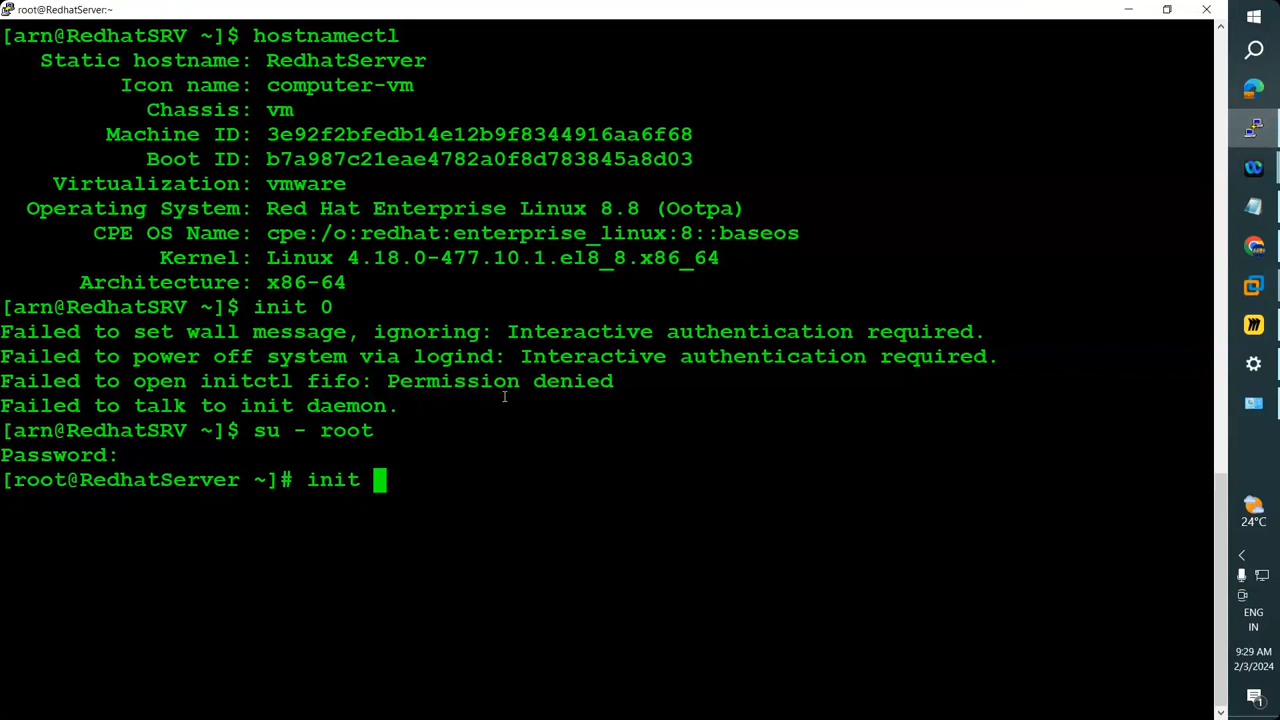 root@RedhatServer:~
[arn@RedhatSRV ~]$ hostnamectl
Static hostname: RedhatServer
Icon name: computer-vm
Chassis: vm
Machine ID: 3e92f2bfedb14e12b9f8344916aa6f68
Boot ID: b7a987c21eae4782a0f8d783845a8d03
Virtualization: vmware
Operating System: Red Hat Enterprise Linux 8.8 (Ootpa)
CPE OS Name: cpe:/o:redhat:enterprise_linux:8::baseos
Kernel: Linux 4.18.0-477.10.1.el8_8.x86_64
Architecture: x86-64
[arn@RedhatSRV ~]$ init 0
Failed to set wall message, ignoring: Interactive authentication required.
Failed to power off system via logind: Interactive authentication required.
Failed to open initctl fifo: Permission denied
Failed to talk to init daemon.
[arn@RedhatSRV ~]$ su - root
Password:
[root@RedhatServer ~]# init
24°C
ENG
IN
9:29 AM
2/3/2024
1